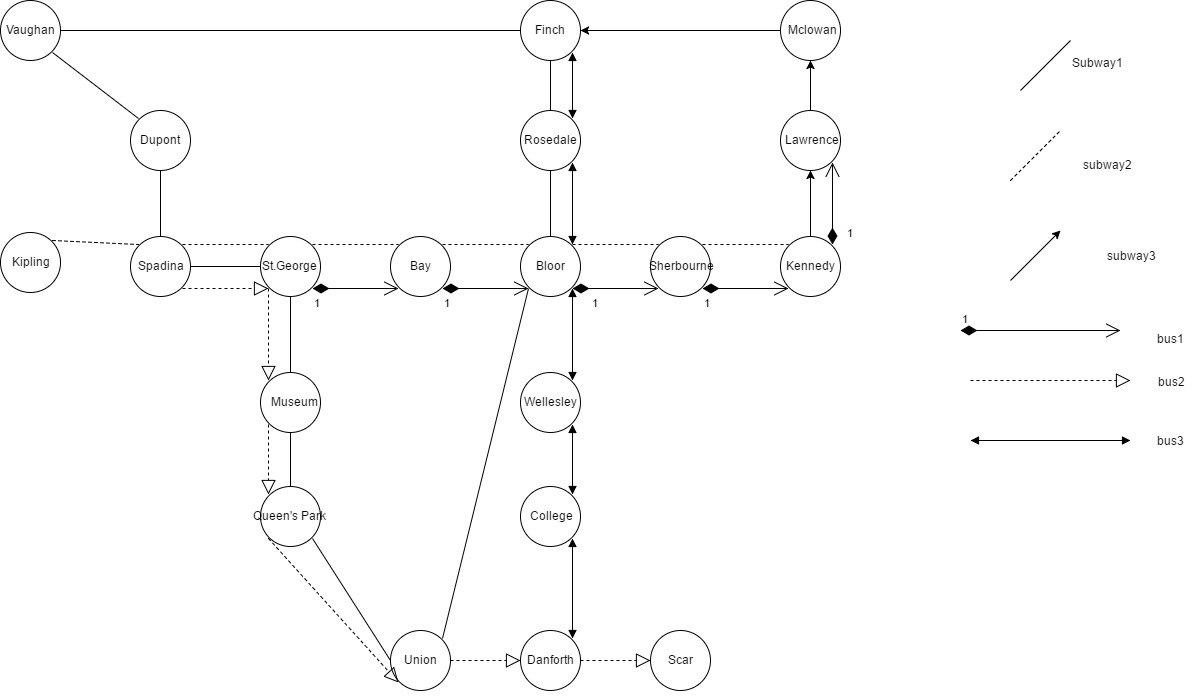 Vaughan
Finch
Mclowan
Subway1
Dupont
Rosedale
Lawrence
subway2
1
Kipling
Spadina
St.George
Bay
Bloor
Sherbourne
Kennedy
subway3
1
1
1
1
1
bus1
bus2
Museum
Wellesley
bus3
Queen's Park
College
Union
Danforth
Scar